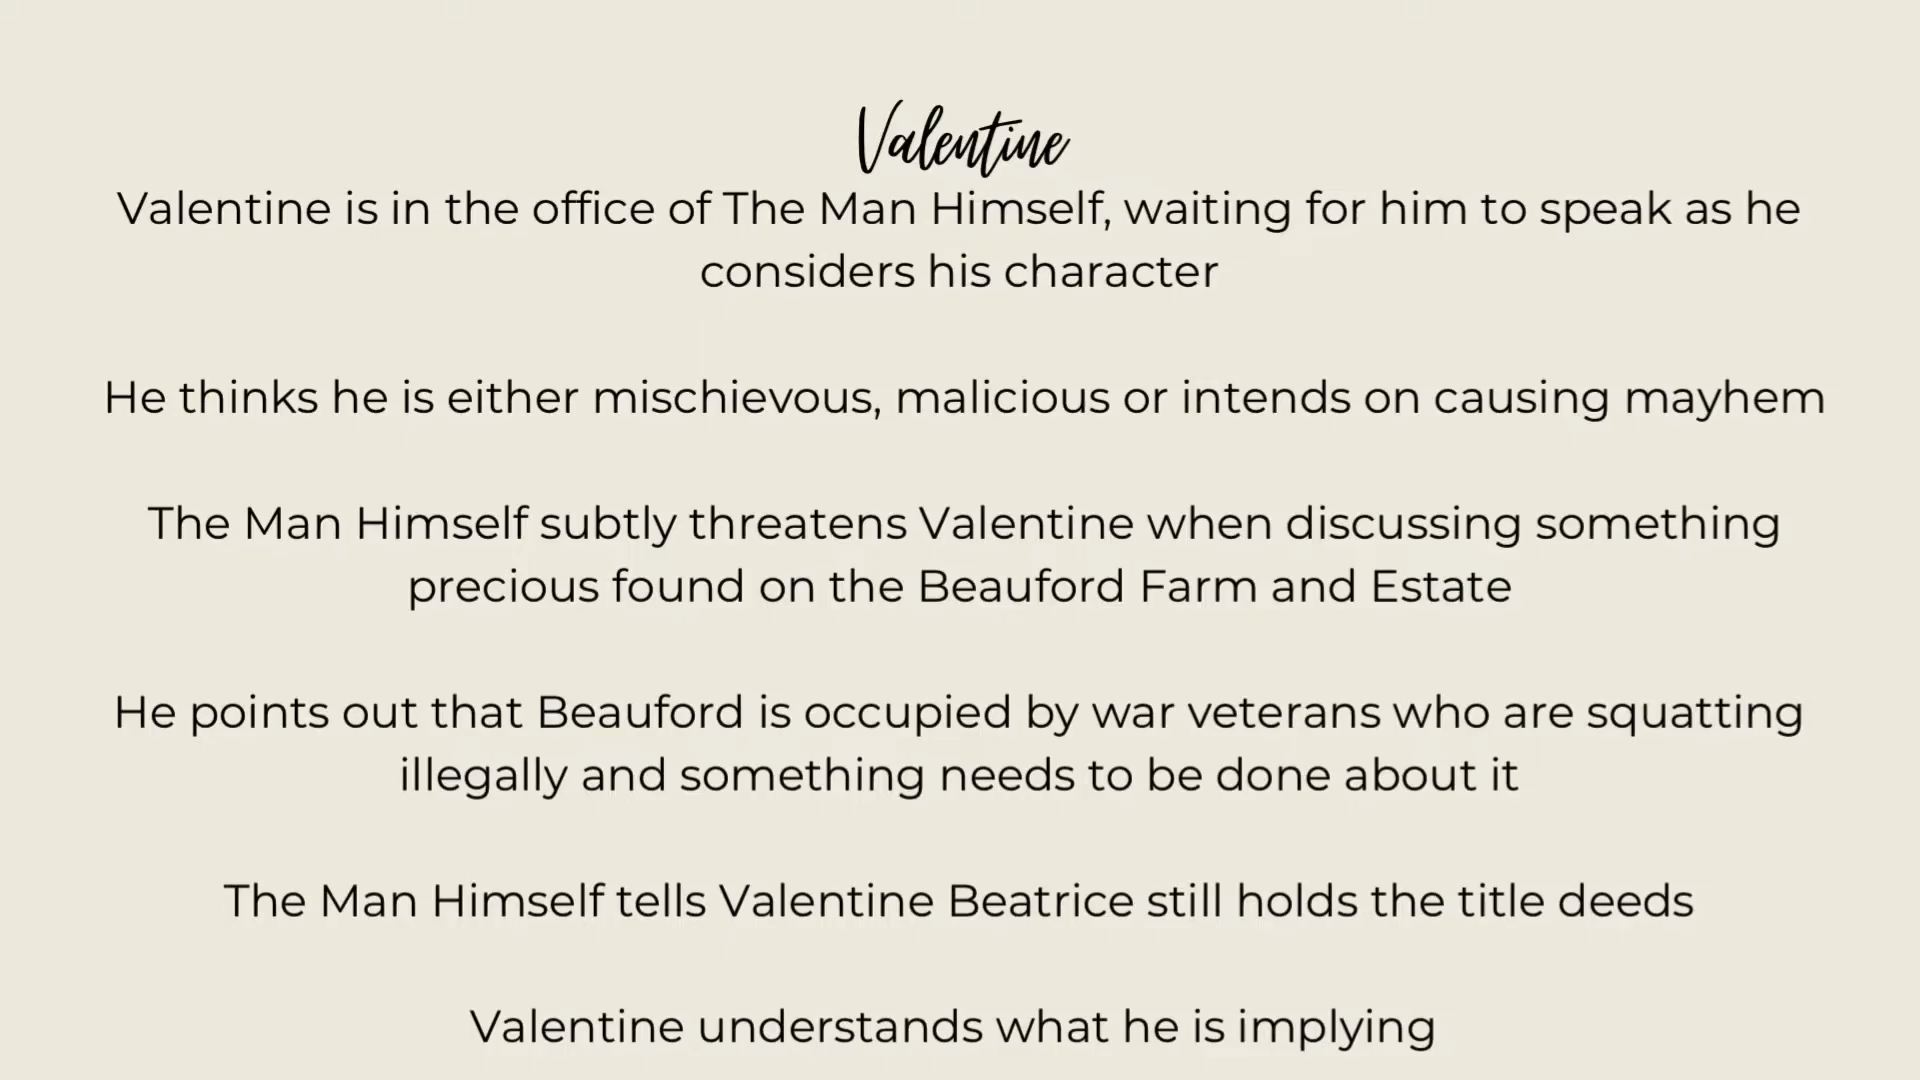 Valentine
Valentine is in the office of The Man Himself, waiting for him to speak as he
considers his character
He thinks he is either mischievous, malicious or intends on causing mayhem
The Man Himself subtly threatens Valentine when discussing something
precious found on the Beauford Farm and Estate
He points out that Beauford is occupied by war veterans who are squatting
illegally and something needs to be done about it
The Man Himself tells Valentine Beatrice still holds the title deeds
Valentine understands what he is implying